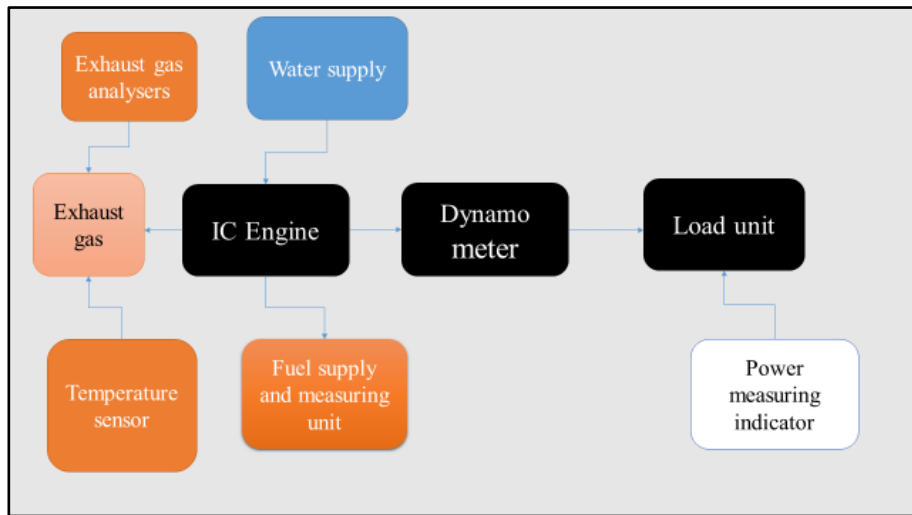 Exhaust gas
analysers
Water supply
Exhaust
gas
IC Engine
Dynamo
meter
Load unit
Temperature
sensor
Fuel supply
and measuring
unit
Power
measuring
indicator